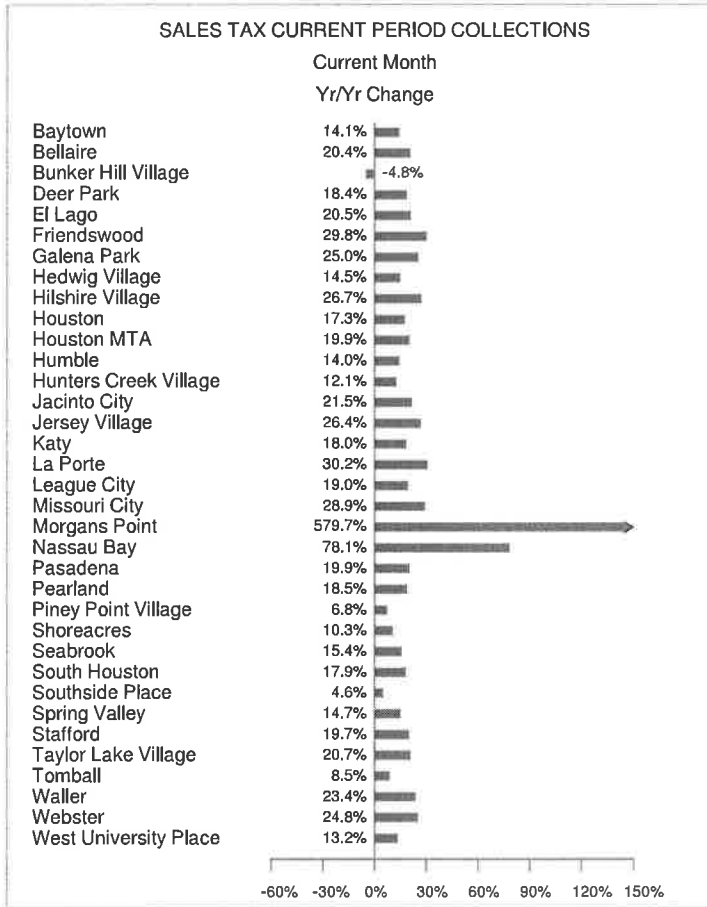 SALES TAX CURRENT PERIOD COLLECTIONS
Current Month
Yr/Yr Change
Baytown 14.1%
Bellaire 20.4%
Bunker Hill Village -4.8%
Deer Park 18.4%
El Lago 20.5%
Friendswood 29.8%
Galena Park 25.0%
Hedwig Village 14.5%
Hilshire Village 26.7%
Houston 17.3%
Houston MTA 19.9%
Humble 14.0%
Hunters Creek Village 12.1%
Jacinto City 21.5%
Jersey Village 26.4%
Katy 18.0%
La Porte 30.2%
League City 19.0%
Missouri City 28.9%
Morgans Point 579.7%
Nassau Bay 78.1%
Pasadena 19.9%
Pearland 18.5%
Piney Point Village 6.8%
Shoreacres 10.3%
Seabrook 15.4%
South Houston 17.9%
Southside Place 4.6%
Spring Valley 14.7%
Stafford 19.7%
Taylor Lake Village 20.7%
Tomball 8.5%
Waller 23.4%
Webster 24.8%
West University Place 13.2%
-60% -30% 0% 30% 60% 90% 120% 150%